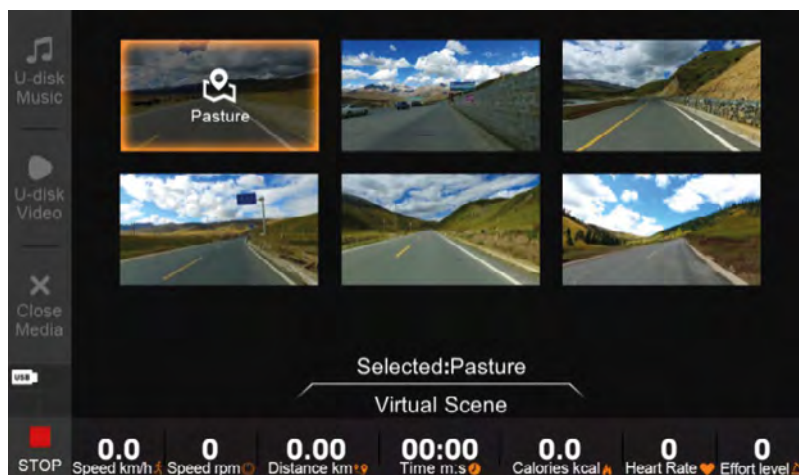 U-disk
Music
U-disk
Video
Close
Media
USB
STOP
Pasture
Selected:Pasture
Virtual Scene
0.0
Speed km/h
0
Speed rpm
0.00
Distance km
00:00
Time m:s
0.0
Calories kcal
0
Heart Rate
0
Effort level